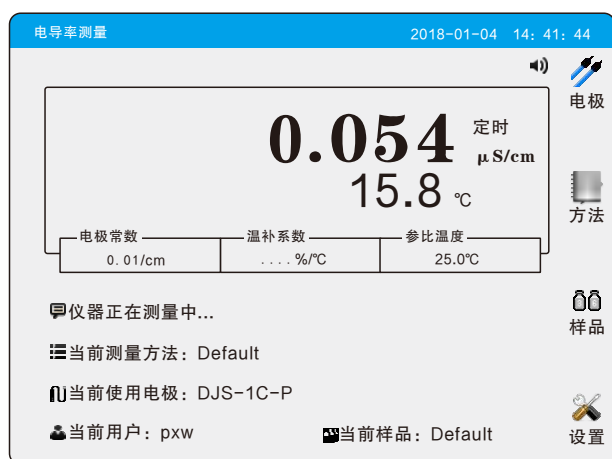 电导率测量 2018-01-04 14: 41: 44
电极
0.054 定时 μS/cm
15.8 ℃
方法
电极常数 温补系数 参比温度
0.01/cm ....%/℃ 25.0℃
仪器正在测量中...
样品
当前测量方法: Default
当前使用电极: DJS-1C-P
当前用户: pxw 当前样品: Default
设置